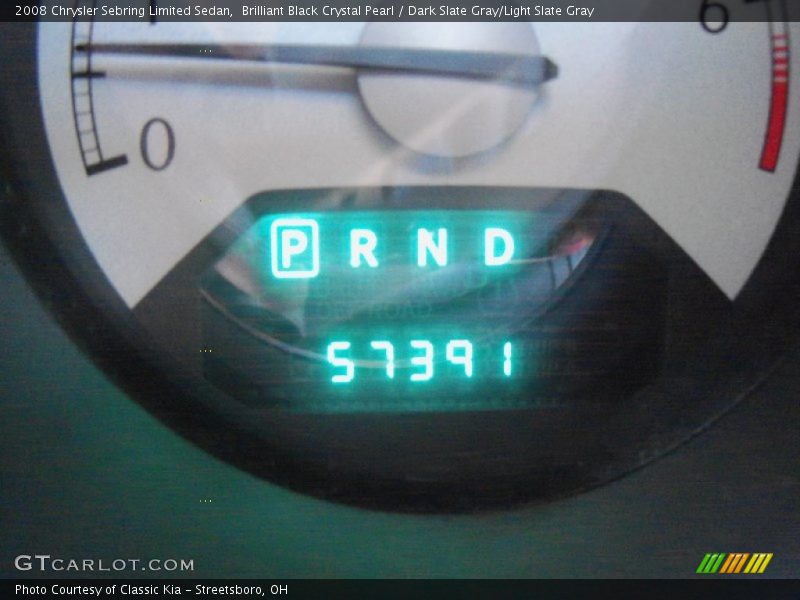 2008 Chrysler Sebring Limited Sedan,  Brilliant Black Crystal Pearl / Dark Slate Gray/Light Slate Gray
6
0
P R N D
57391
GTCARLOT.COM
Photo Courtesy of Classic Kia – Streetsboro, OH